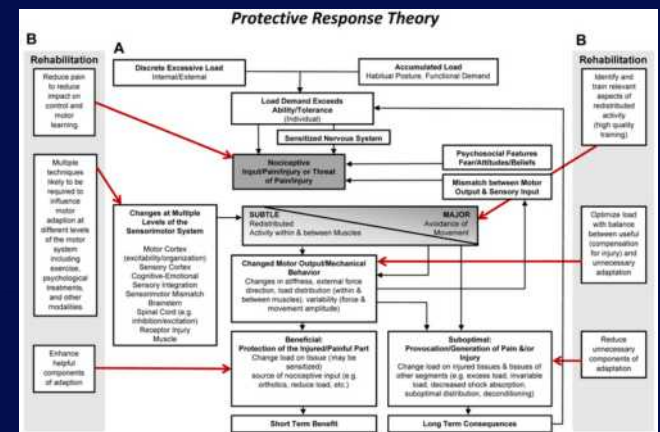 Protective Response Theory
B
Rehabilitation
Reduce pain
to reduce
impact on
control and
motor
learning.
Multiple
techniques
likely to be
required to
influence
motor
adaption at
different levels
of the motor
system
including
exercise,
psychological
treatments,
and other
modalities.
Enhance
helpful
components
of adaption
A
Discrete Excessive Load
Internal/External
Accumulated Load
Habitual Posture, Functional Demand
Load Demand Exceeds
Ability/Tolerance
(Individual)
Sensitized Nervous System
Nociceptive
Input/Pain/Injury or Threat
of Pain/Injury
Psychosocial Features
Fear/Attitudes/Beliefs
Mismatch between Motor
Output & Sensory Input
Changes at Multiple
Levels of the
Sensorimotor System
Motor Cortex
(excitability/organization)
Sensory Cortex
Cognitive-Emotional
Sensory Integration
Sensorimotor Mismatch
Brainstem
Spinal Cord (e.g.
inhibition/excitation)
Receptor Injury
Muscle
SUBTLE
Redistributed
Activity within & between Muscles
MAJOR
Avoidance of
Movement
Changed Motor Output/Mechanical
Behavior
Changes in stiffness, external force
direction, load distribution (within &
between muscles), variability (force &
movement amplitude)
Beneficial:
Protection of the Injured/Painful Part
Change load on tissue (may be
sensitized)
source of nociceptive input (e.g.
orthotics, reduce load, etc.)
Suboptimal:
Provocation/Generation of Pain &/or
Injury
Change load on injured tissues & tissues of
other segments (e.g. excess load, invariable
load, decreased shock absorption,
suboptimal distribution, deconditioning)
Short Term Benefit
Long Term Consequences
B
Rehabilitation
Identify and
train relevant
aspects of
redistributed
activity
(high quality
training)
Optimize load
with balance
between useful
(compensation
for injury) and
unnecessary
adaptation
Reduce
unnecessary
components of
adaptation